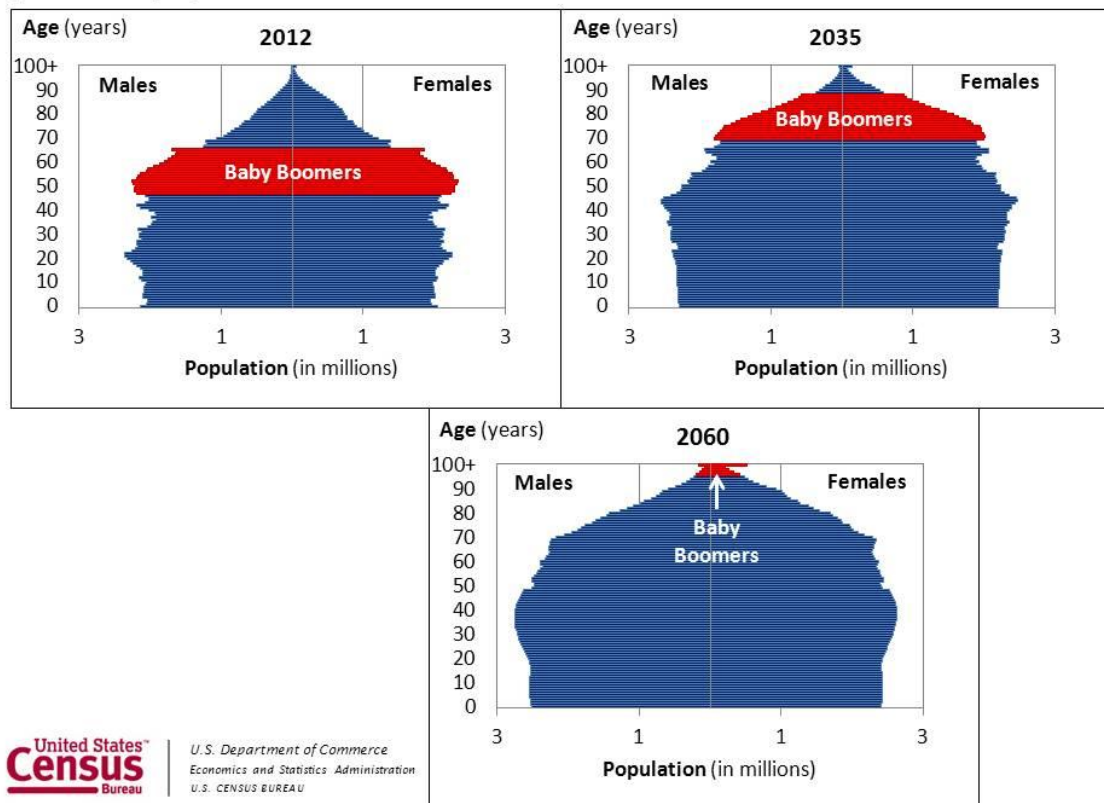 Age (years)
2012
100+
Males
Females
90
80
70
60
Baby Boomers
50
40
30
20
10
0
3
1
1
3
Population (in millions)
Age (years)
2035
100+
Males
Females
90
80
Baby Boomers
70
60
50
40
30
20
10
0
3
1
1
3
Population (in millions)
Age (years)
2060
100+
Males
Females
90
80
Baby
Boomers
70
60
50
40
30
20
10
0
3
1
1
3
Population (in millions)
United States™
Census
Bureau
U.S. Department of Commerce
Economics and Statistics Administration
U.S. CENSUS BUREAU